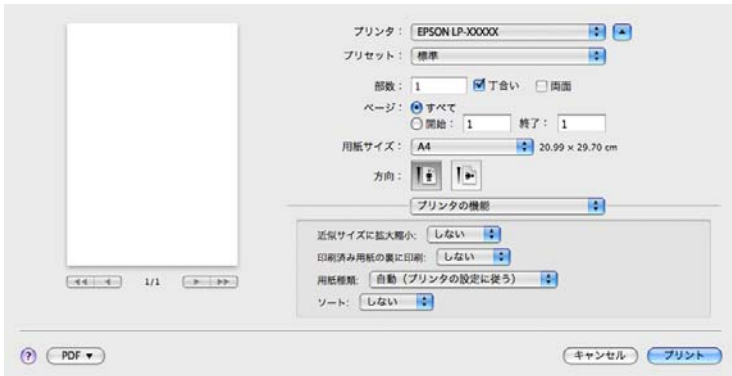 プリンタ： EPSON LP-XXXXX
プリセット： 標準
部数： 1 丁合い 両面
ページ： すべて
開始： 1 終了： 1
用紙サイズ： A4 20.99 × 29.70 cm
方向：
プリンタの機能
近似サイズに拡大縮小: しない
印刷済み用紙の裏に印刷: しない
用紙種類: 自動（プリンタの設定に従う）
ソート: しない
1/1
? PDF ▼ キャンセル プリント